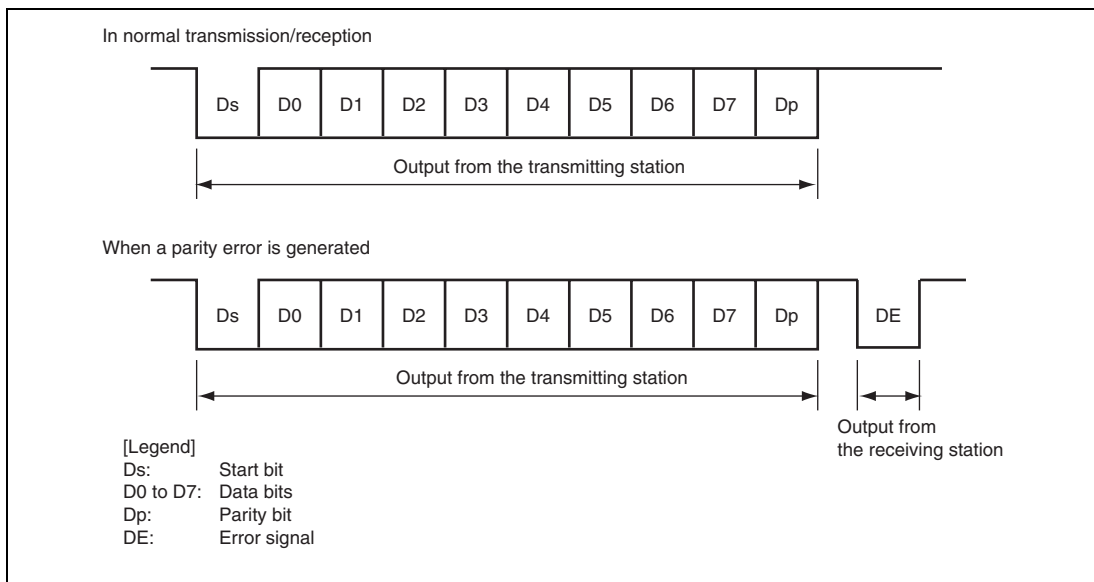 In normal transmission/reception
Ds D0 D1 D2 D3 D4 D5 D6 D7 Dp
Output from the transmitting station
When a parity error is generated
Ds D0 D1 D2 D3 D4 D5 D6 D7 Dp DE
Output from the transmitting station
Output from
the receiving station
[Legend]
Ds: Start bit
D0 to D7: Data bits
Dp: Parity bit
DE: Error signal